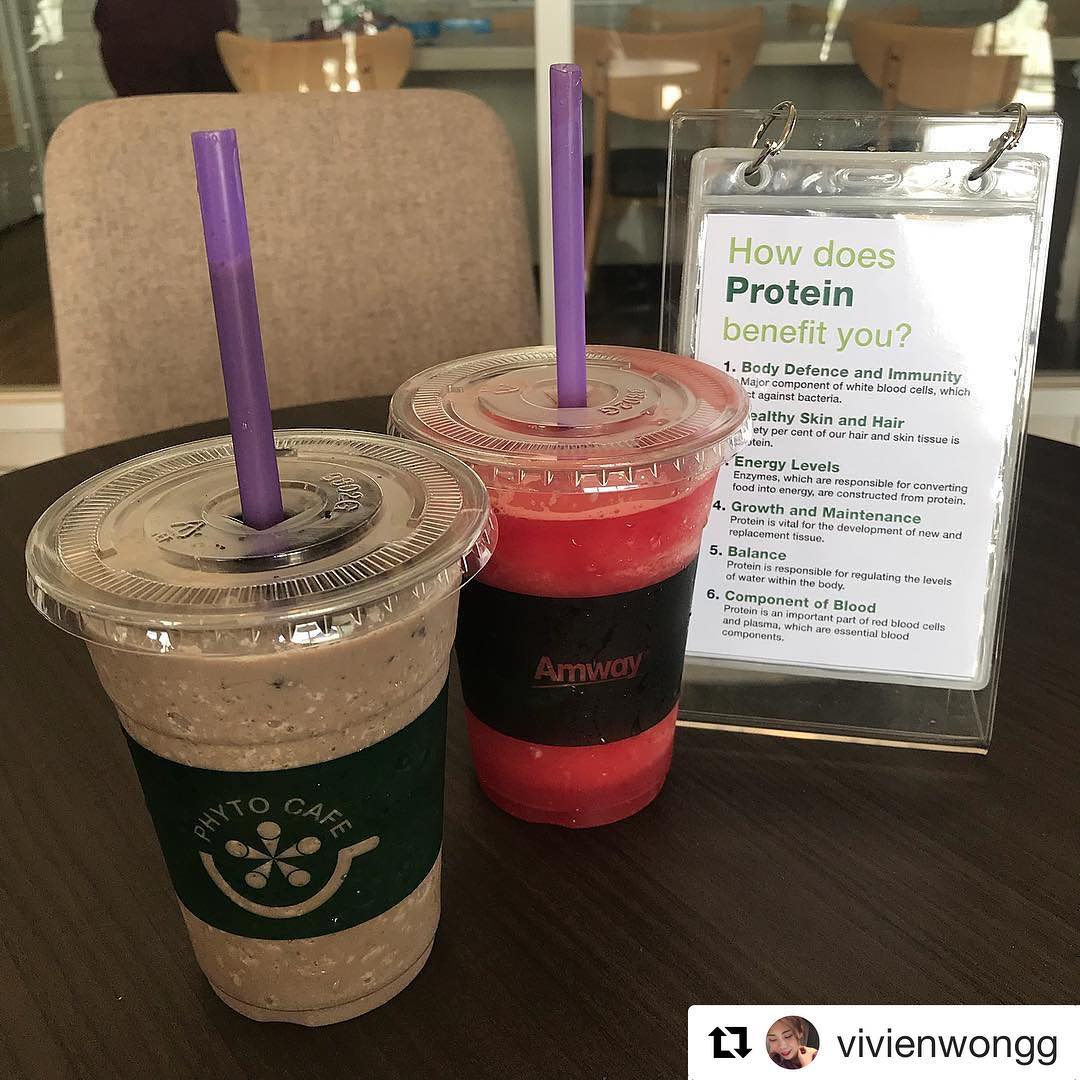 How does
Protein
benefit you?
1. Body Defence and Immunity
Major component of white blood cells, which
against bacteria.
Skin and Hair
per cent of our hair and skin tissue is
Energy Levels
Enzymes, which are responsible for converting
food into energy, are constructed from protein.
4. Growth and Maintenance
Protein is vital for the development of new and
replacement tissue.
5. Balance
Protein is responsible for regulating the levels
of water within the body.
6. Component of Blood
Protein is an important part of red blood cells
and plasma, which are essential blood
components.
Amway
PHYTO CAFE
vivienwongg